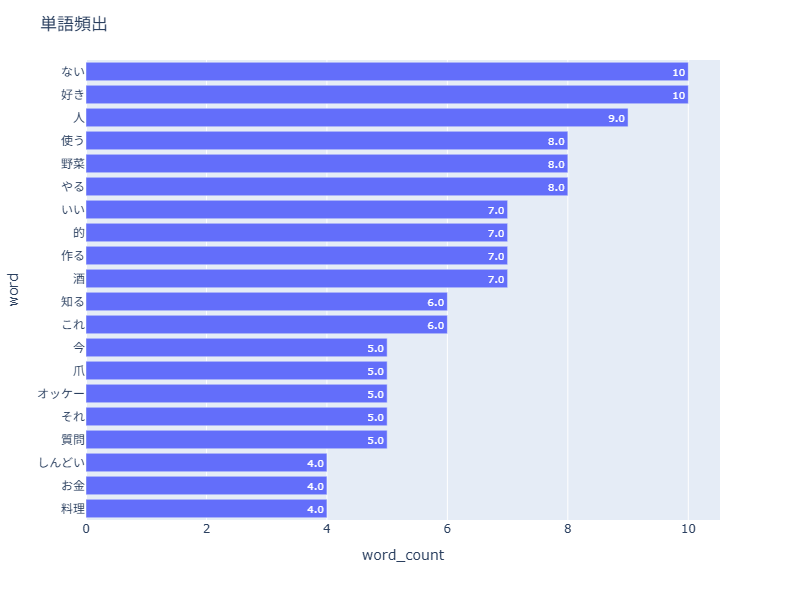 単語頻出
ない 10
好き 10
人 9.0
使う 8.0
野菜 8.0
やる 8.0
いい 7.0
的 7.0
作る 7.0
酒 7.0
知る 6.0
これ 6.0
今 5.0
爪 5.0
オッケー 5.0
それ 5.0
質問 5.0
しんどい 4.0
お金 4.0
料理 4.0
0 2 4 6 8 10
word_count
word